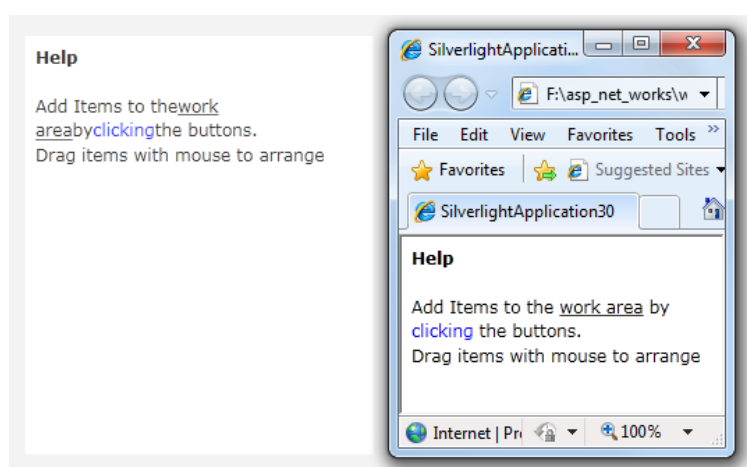 Help
Add Items to thework
areabyclickingthe buttons.
Drag items with mouse to arrange
SilverlightApplicati...
F:\asp_net_works\w
File Edit View Favorites Tools »
Favorites Suggested Sites
SilverlightApplication30
Help
Add Items to the work area by
clicking the buttons.
Drag items with mouse to arrange
Internet | Pr 100%